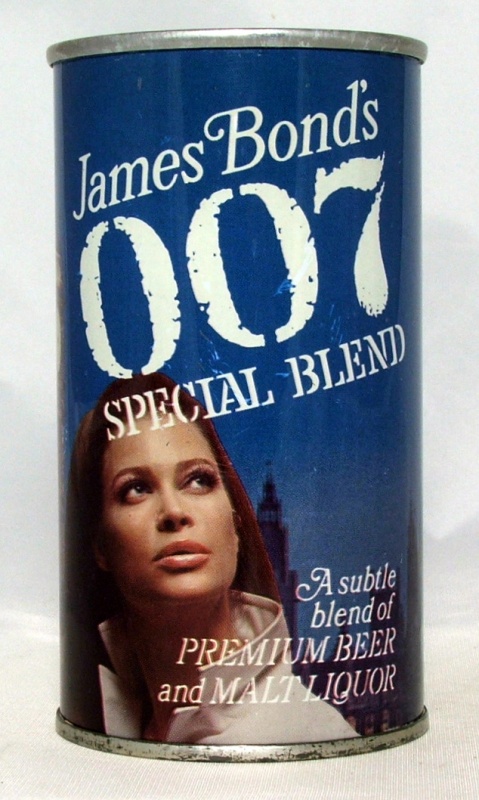 James Bond's
007
SPECIAL BLEND
A subtle
blend of
PREMIUM BEER
and MALT LIQUOR